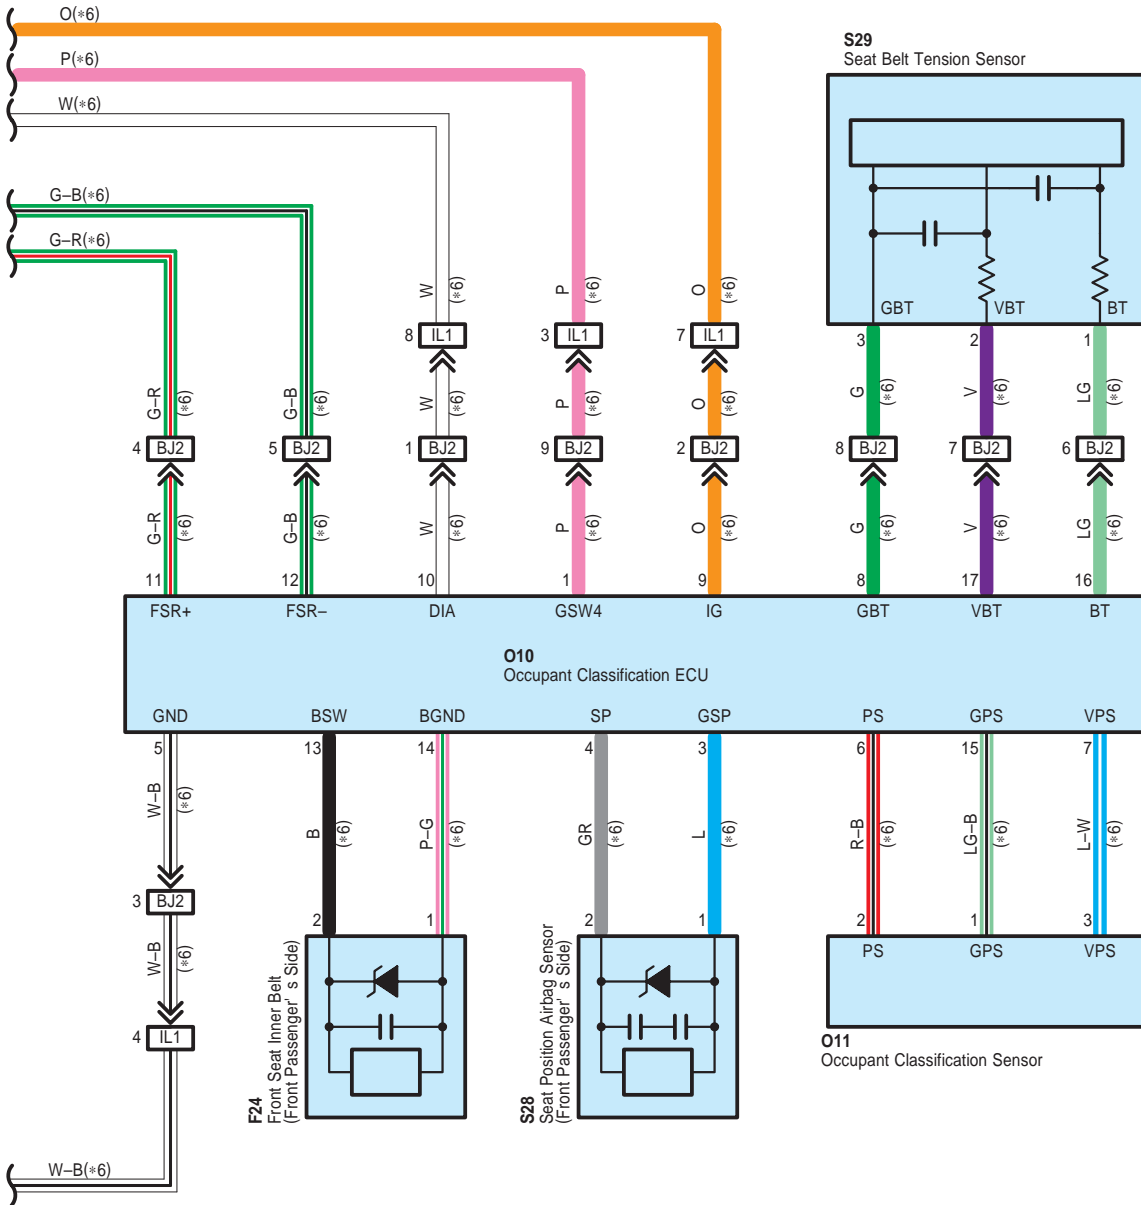 O(*6)
P(*6)
W(*6)
G–B(*6)
G–R(*6)
S29
Seat Belt Tension Sensor
GBT VBT BT
W (*6) P (*6) O (*6)
8 IL1 3 IL1 7 IL1
3 2 1
G–R (*6) G–B (*6) W (*6) P (*6) O (*6) G (*6) V (*6) LG (*6)
4 BJ2 5 BJ2 1 BJ2 9 BJ2 2 BJ2 8 BJ2 7 BJ2 6 BJ2
G–R (*6) G–B (*6) W (*6) P (*6) O (*6) G (*6) V (*6) LG (*6)
11 12 10 1 9 8 17 16
FSR+ FSR– DIA GSW4 IG GBT VBT BT
O10
Occupant Classification ECU
GND BSW BGND SP GSP PS GPS VPS
5 13 14 4 3 6 15 7
W–B (*6) B (*6) P–G (*6) GR (*6) L (*6) R–B (*6) LG–B (*6) L–W (*6)
3 BJ2
2 1 2 1 2 1 3
W–B (*6)
PS GPS VPS
4 IL1
F24
Front Seat Inner Belt
(Front Passenger' s Side)
S28
Seat Position Airbag Sensor
(Front Passenger' s Side)
O11
Occupant Classification Sensor
W–B(*6)